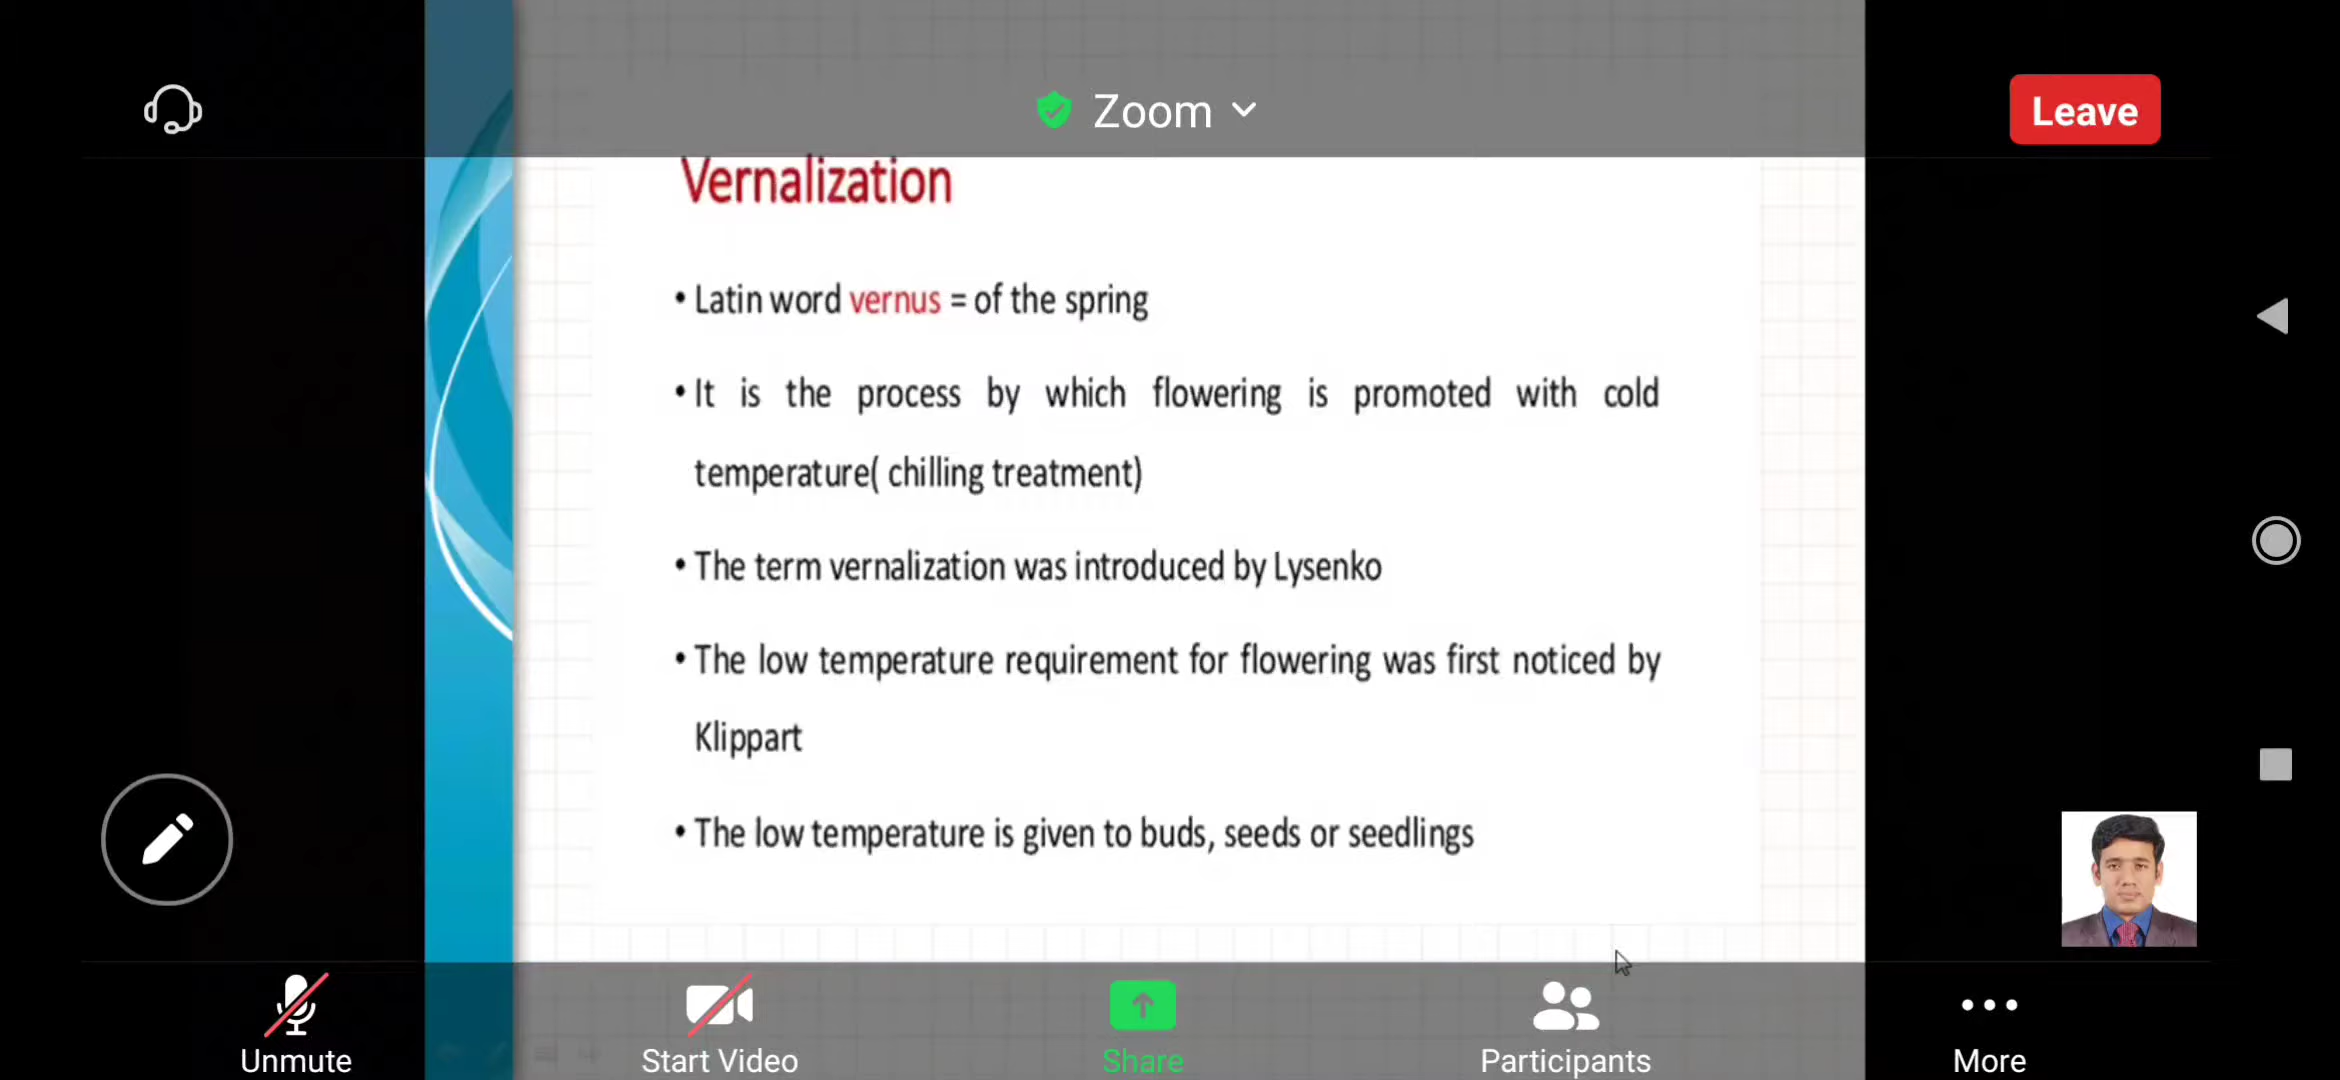 Zoom
Leave
Vernalization
• Latin word vernus = of the spring
• It is the process by which flowering is promoted with cold
temperature( chilling treatment)
• The term vernalization was introduced by Lysenko
• The low temperature requirement for flowering was first noticed by
Klippart
• The low temperature is given to buds, seeds or seedlings
Unmute
Start Video
Share
Participants
More